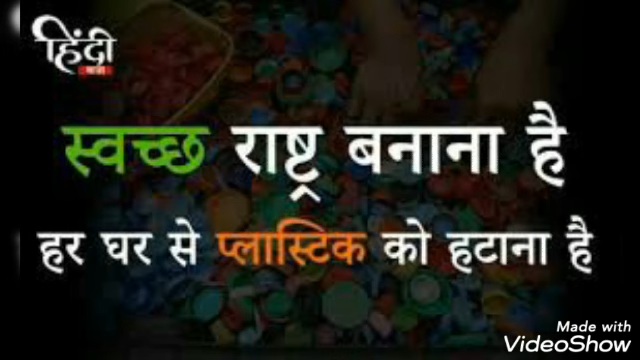 हिंदी
स्वच्छ राष्ट्र बनाना है
हर घर से प्लास्टिक को हटाना है
Made with
VideoShow